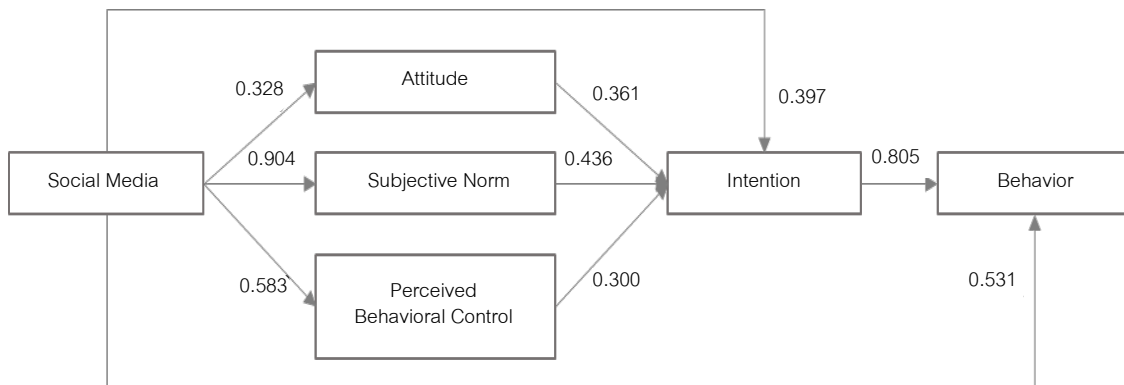 Attitude
0.328
0.361
0.397
0.904
0.436
0.805
Social Media
Subjective Norm
Intention
Behavior
0.583
Perceived
Behavioral Control
0.300
0.531